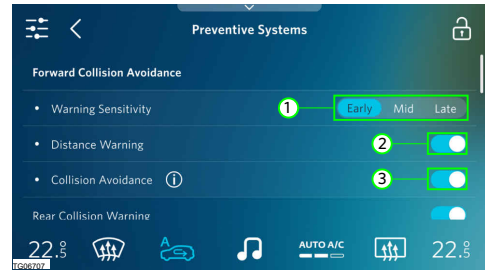 Preventive Systems
Forward Collision Avoidance
• Warning Sensitivity 1 Early Mid Late
• Distance Warning 2
• Collision Avoidance i 3
Rear Collision Warning
22.5° A AUTO A/C 22.5°
TG06707